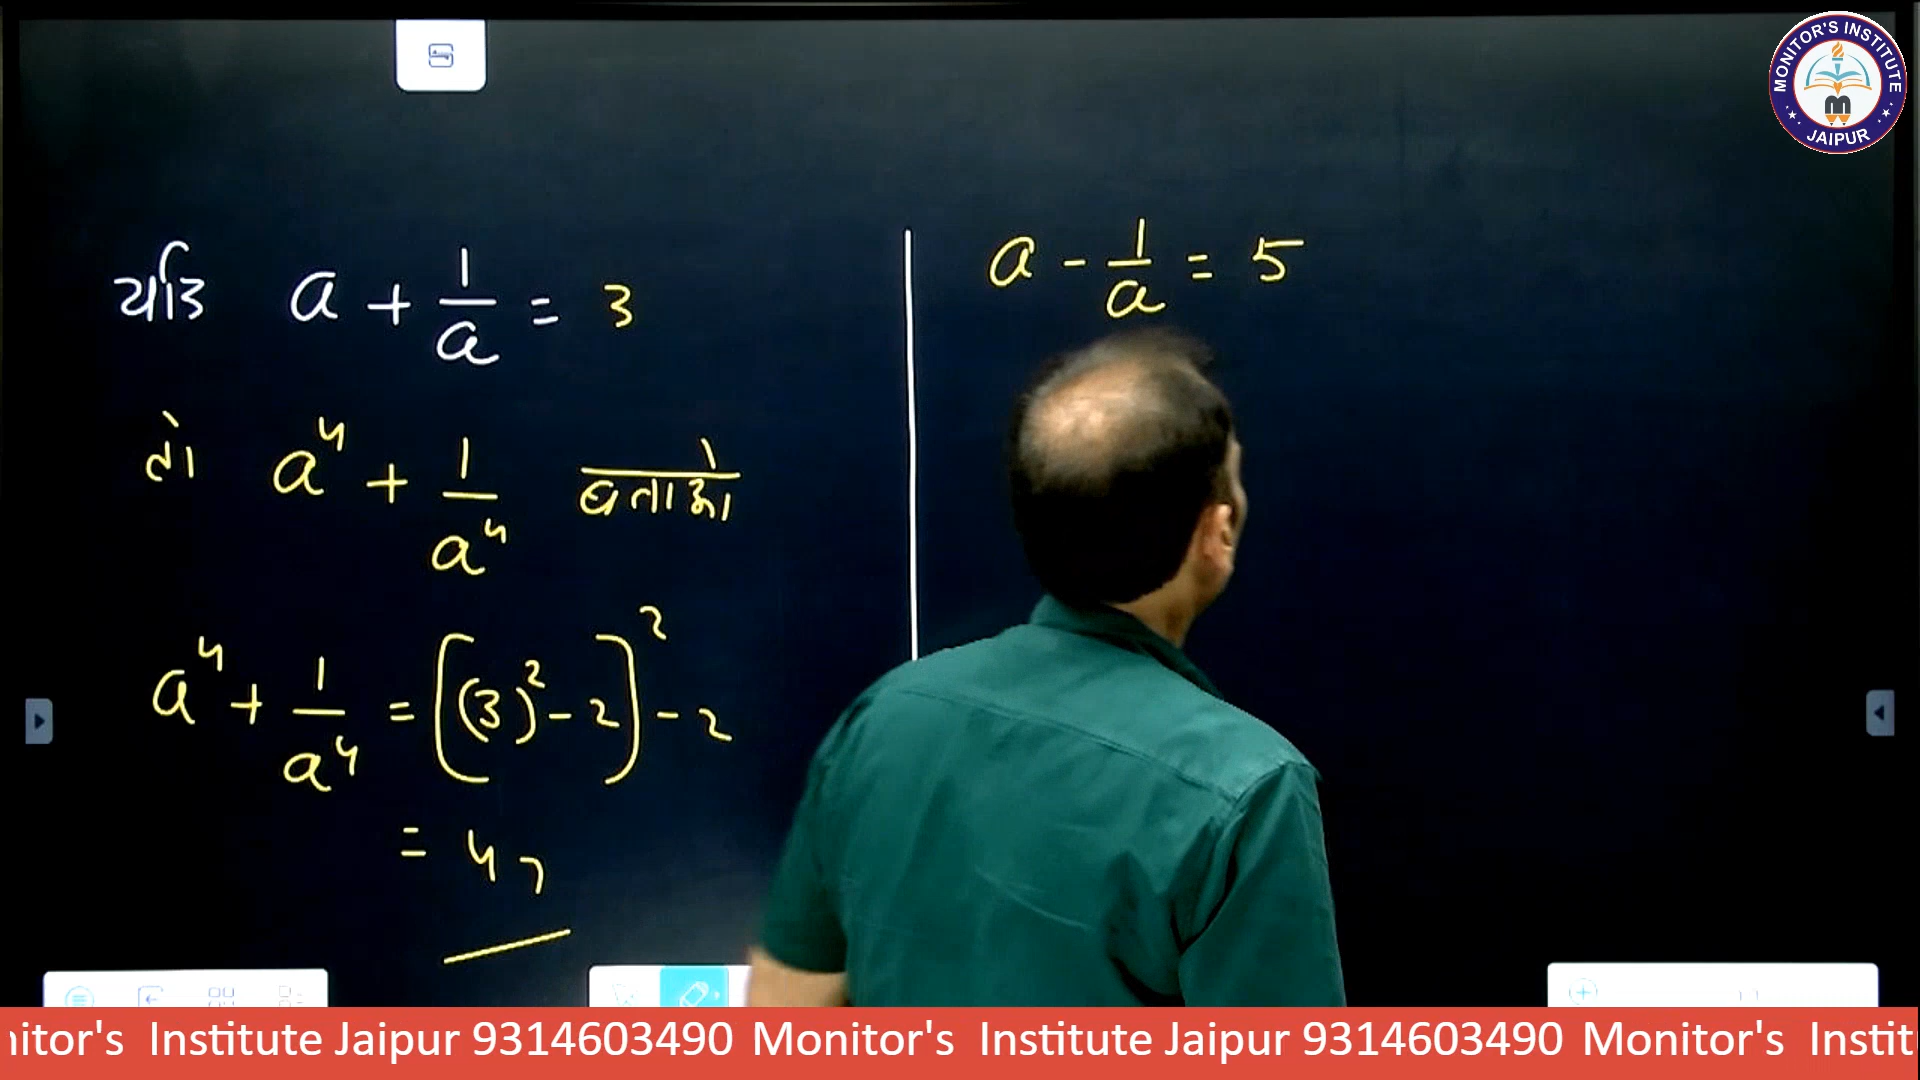 यदि a + 1/a = 3
तो a⁴ + 1/a⁴ बताओ
a⁴ + 1/a⁴ = [(3)² - 2]² - 2
= 47
a - 1/a = 5
MONITOR'S INSTITUTE
m
JAIPUR
nitor's Institute Jaipur 9314603490 Monitor's Institute Jaipur 9314603490 Monitor's Instit